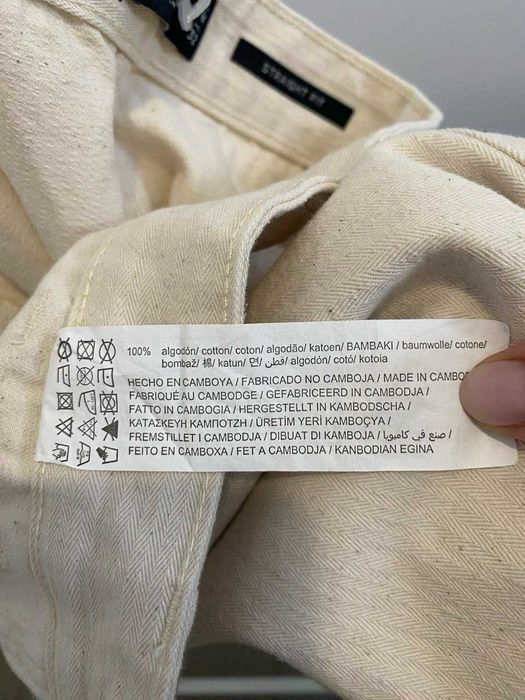 STRAIGHT FIT
100% algodón/ cotton/ coton/ algodão/ katoen/ BAMBAKI / baumwolle/ cotone/
bombaž/ 棉/ katun/ 면/ قطن/ algodón/ cotó/ kotoia
HECHO EN CAMBOYA / FABRICADO NO CAMBOJA / MADE IN
FABRIQUÉ AU CAMBODGE / GEFABRICEERD IN CAMBODJA /
FATTO IN CAMBOGIA / HERGESTELLT IN KAMBODSCHA /
ΚΑΤΑΣΚΕΥΗ ΚΑΜΠΟΤΖΗ / ÜRETİM YERİ KAMBOÇYA /
FREMSTILLET I CAMBODJA / DIBUAT DI KAMBOJA / صنع في كامبوديا /
FEITO EN CAMBOXA / FET A CAMBODJA / KANBODIAN EGINA